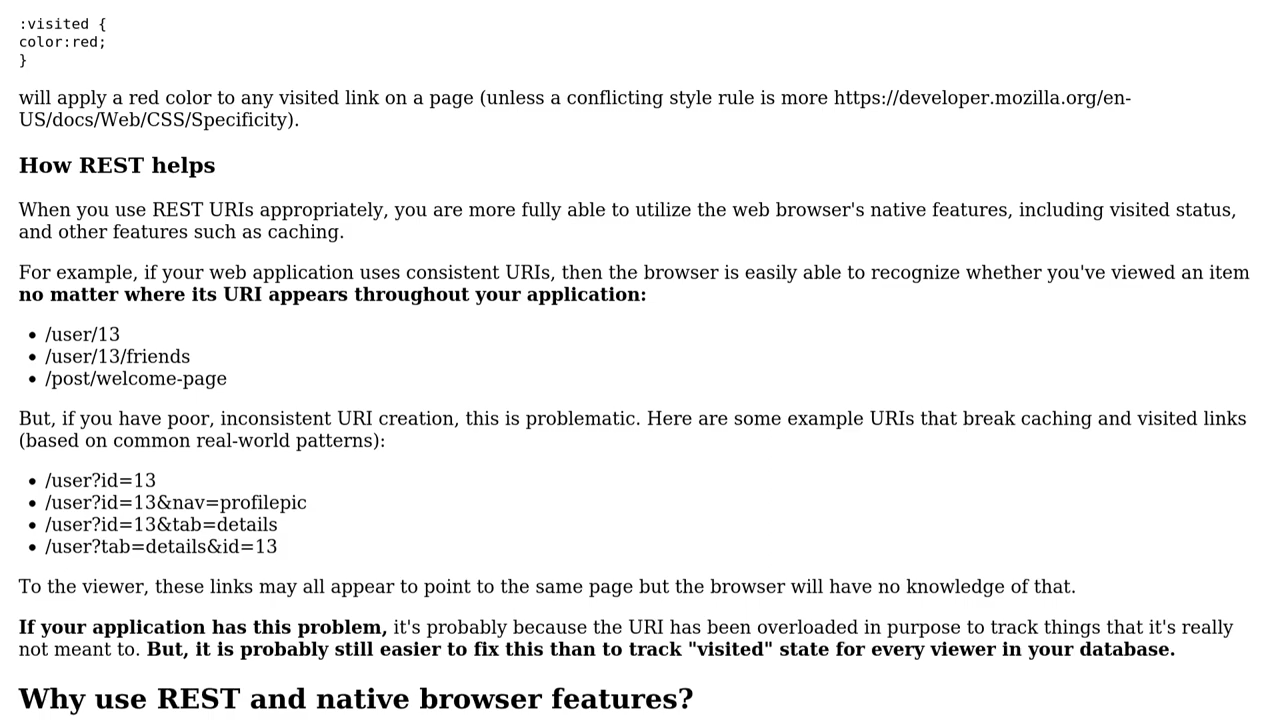 :visited {
color:red;
}
will apply a red color to any visited link on a page (unless a conflicting style rule is more https://developer.mozilla.org/en-
US/docs/Web/CSS/Specificity).
How REST helps
When you use REST URIs appropriately, you are more fully able to utilize the web browser's native features, including visited status,
and other features such as caching.
For example, if your web application uses consistent URIs, then the browser is easily able to recognize whether you've viewed an item
no matter where its URI appears throughout your application:
• /user/13
• /user/13/friends
• /post/welcome-page
But, if you have poor, inconsistent URI creation, this is problematic. Here are some example URIs that break caching and visited links
(based on common real-world patterns):
• /user?id=13
• /user?id=13&nav=profilepic
• /user?id=13&tab=details
• /user?tab=details&id=13
To the viewer, these links may all appear to point to the same page but the browser will have no knowledge of that.
If your application has this problem, it's probably because the URI has been overloaded in purpose to track things that it's really
not meant to. But, it is probably still easier to fix this than to track "visited" state for every viewer in your database.
Why use REST and native browser features?